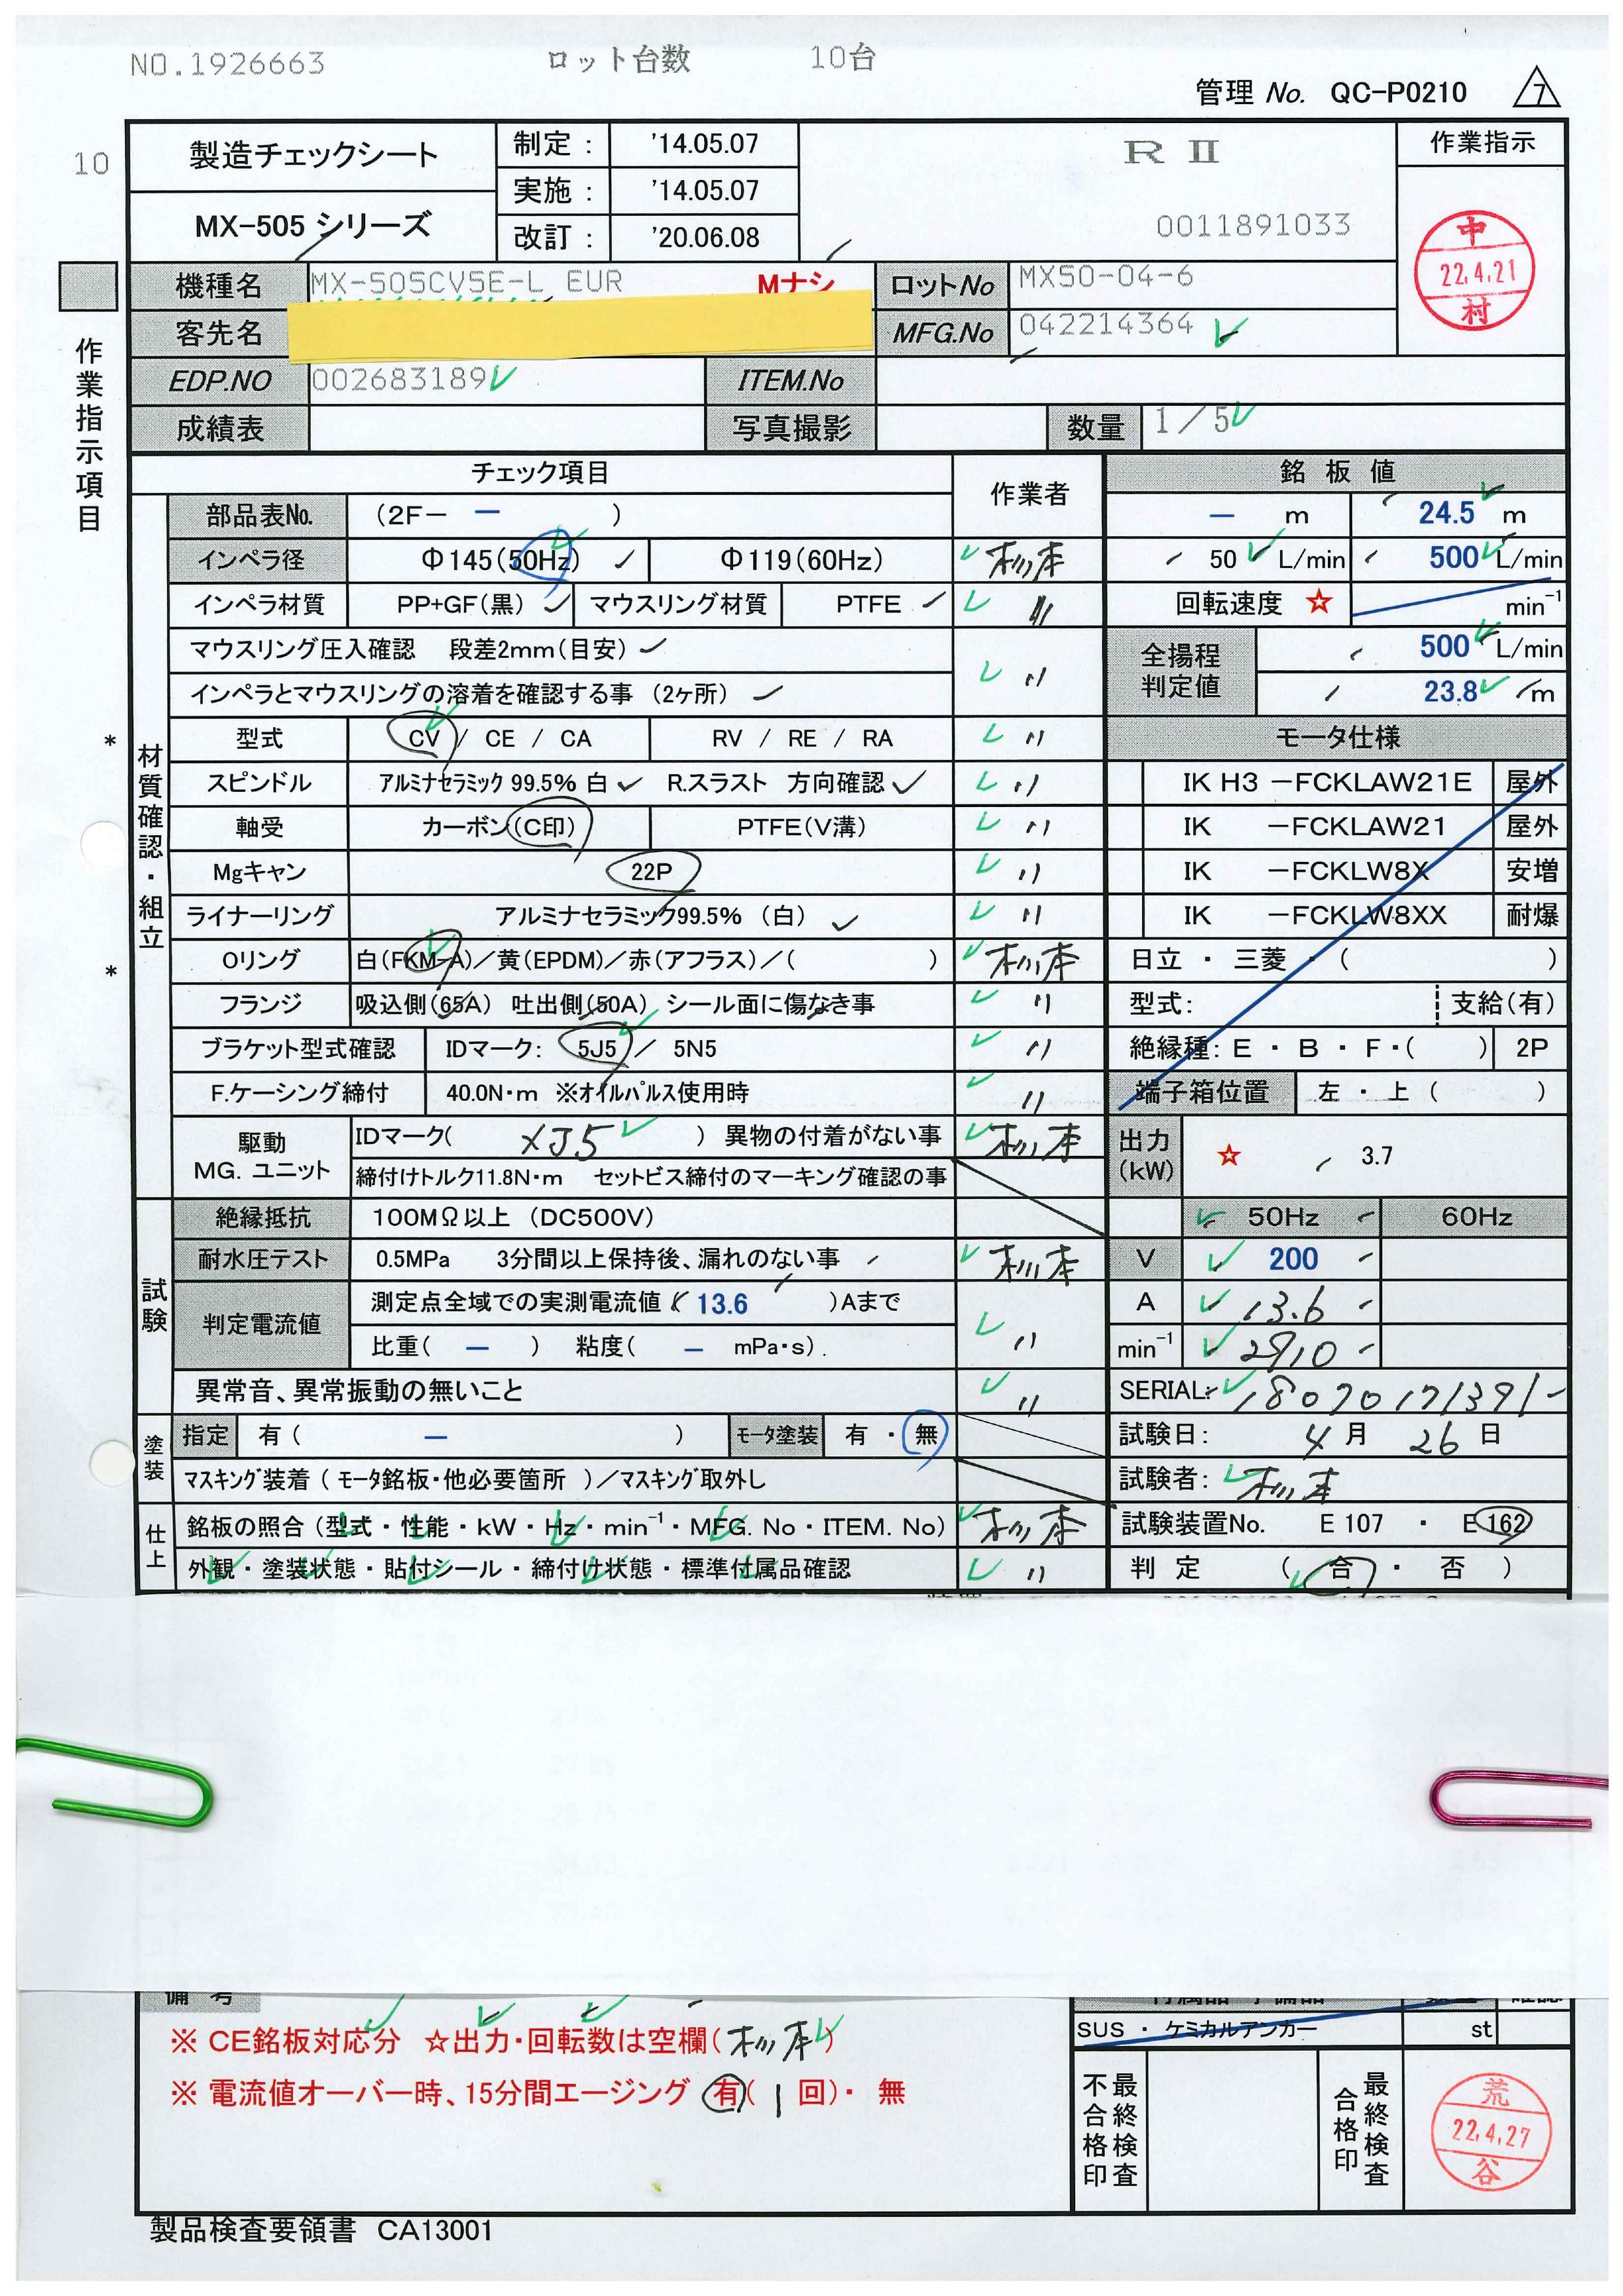 NO.1926663 ロット台数 10台
管理 No. QC-P0210 7
10
製造チェックシート
MX-505 シリーズ
制定： '14.05.07
実施： '14.05.07
改訂： '20.06.08
R II
0011891033
作業指示
中
22.4.21
村
作業指示項目
機種名 MX-505CV5E-L EUR Mナシ
ロットNo MX50-04-6
客先名
MFG.No 042214364
EDP.NO 002683189
ITEM.No
成績表
写真撮影
数量 1/5
チェック項目
作業者
材質確認・組立
部品表No. (2F− − )
インペラ径 Φ145(50Hz) Φ119(60Hz) 松本
インペラ材質 PP+GF(黒) マウスリング材質 PTFE 〃
マウスリング圧入確認 段差2mm(目安)
インペラとマウスリングの溶着を確認する事 (2ヶ所) 〃
* 型式 CV / CE / CA RV / RE / RA 〃
スピンドル アルミナセラミック 99.5% 白 R.スラスト 方向確認 〃
軸受 カーボン(C印) PTFE(V溝) 〃
Mgキャン 22P 〃
ライナーリング アルミナセラミック99.5% (白) 〃
* Oリング 白(FKM-A)/黄(EPDM)/赤(アフラス)/( ) 松本
フランジ 吸込側(65A) 吐出側(50A) シール面に傷なき事 〃
ブラケット型式確認 IDマーク: 5J5 / 5N5 〃
F.ケーシング締付 40.0N・m ※オイルパルス使用時 〃
駆動
MG. ユニット
IDマーク( XJ5 ) 異物の付着がない事 松本
締付けトルク11.8N・m セットビス締付のマーキング確認の事
試験
絶縁抵抗 100MΩ以上 (DC500V)
耐水圧テスト 0.5MPa 3分間以上保持後、漏れのない事 松本
判定電流値
測定点全域での実測電流値( 13.6 )Aまで
比重( − ) 粘度( − mPa・s). 〃
異常音、異常振動の無いこと 〃
塗装
指定 有( − ) モータ塗装 有 ・ 無
マスキング装着 ( モータ銘板・他必要箇所 )/マスキング取外し
仕上
銘板の照合 (型式・性能・kW・Hz・min⁻¹・MFG. No・ITEM. No) 松本
外観・塗装状態・貼付シール・締付け状態・標準付属品確認 〃
銘板値
− m 24.5 m
50 L/min 500 L/min
回転速度 ☆ min⁻¹
全揚程
判定値
500 L/min
23.8 m
モータ仕様
IK H3 −FCKLAW21E 屋外
IK −FCKLAW21 屋外
IK −FCKLW8X 安増
IK −FCKLW8XX 耐爆
日立 ・ 三菱 ・ ( )
型式: 支給(有)
絶縁種: E ・ B ・ F・( ) 2P
端子箱位置 左 ・ 上 ( )
出力
(kW)
☆ 3.7
50Hz 60Hz
V 200
A 13.6
min⁻¹ 2910
SERIAL: 1807017139/
試験日: 4月 26日
試験者: 松本
試験装置No. E 107 ・ E 162
判定 ( 合 ・ 否 )
備考
※ CE銘板対応分 ☆出力・回転数は空欄( 松本 )
※ 電流値オーバー時、15分間エージング 有( 1 回)・ 無
SUS ・ ケミカルアンカー st
最終検査
不合格印
最終検査
合格印
荒
22.4.27
谷
製品検査要領書 CA13001